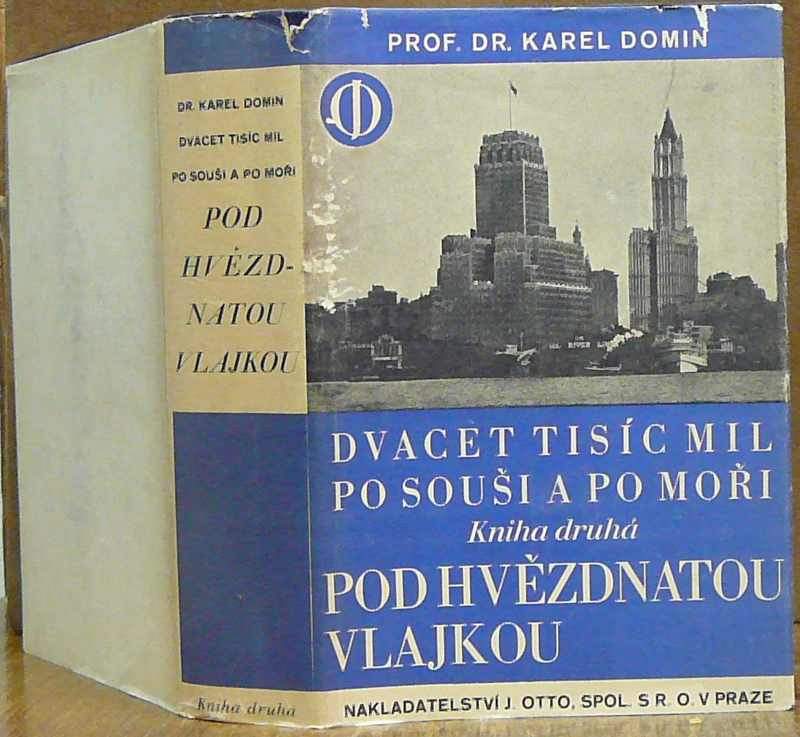 DR. KAREL DOMIN
DVACET TISÍC MIL
PO SOUŠI A PO MOŘI
POD
HVĚZD-
NATOU
VLAJKOU
Kniha druhá
PROF. DR. KAREL DOMIN
DVACET TISÍC MIL
PO SOUŠI A PO MOŘI
Kniha druhá
POD HVĚZDNATOU
VLAJKOU
NAKLADATELSTVÍ J. OTTO, SPOL. S R. O. V PRAZE